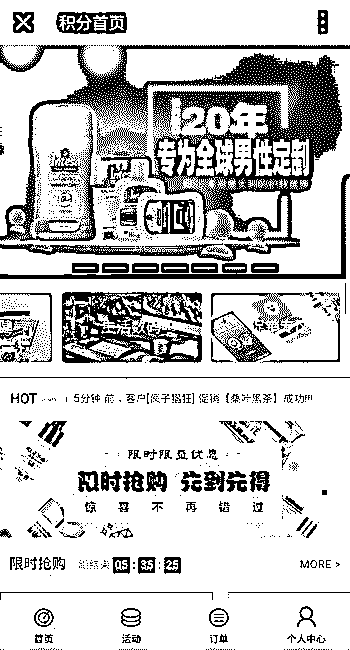 积分首页
120年
专为全球男性定制
HOT
5分钟 前，客户[孩子猖狂] 促销【桑叶黑茶】成功!!!
限时限量优惠
限时抢购 先到先得
惊 喜 不 再 错 过
限时抢购
距结束 05:35:25
MORE >
首页
活动
订单
个人中心